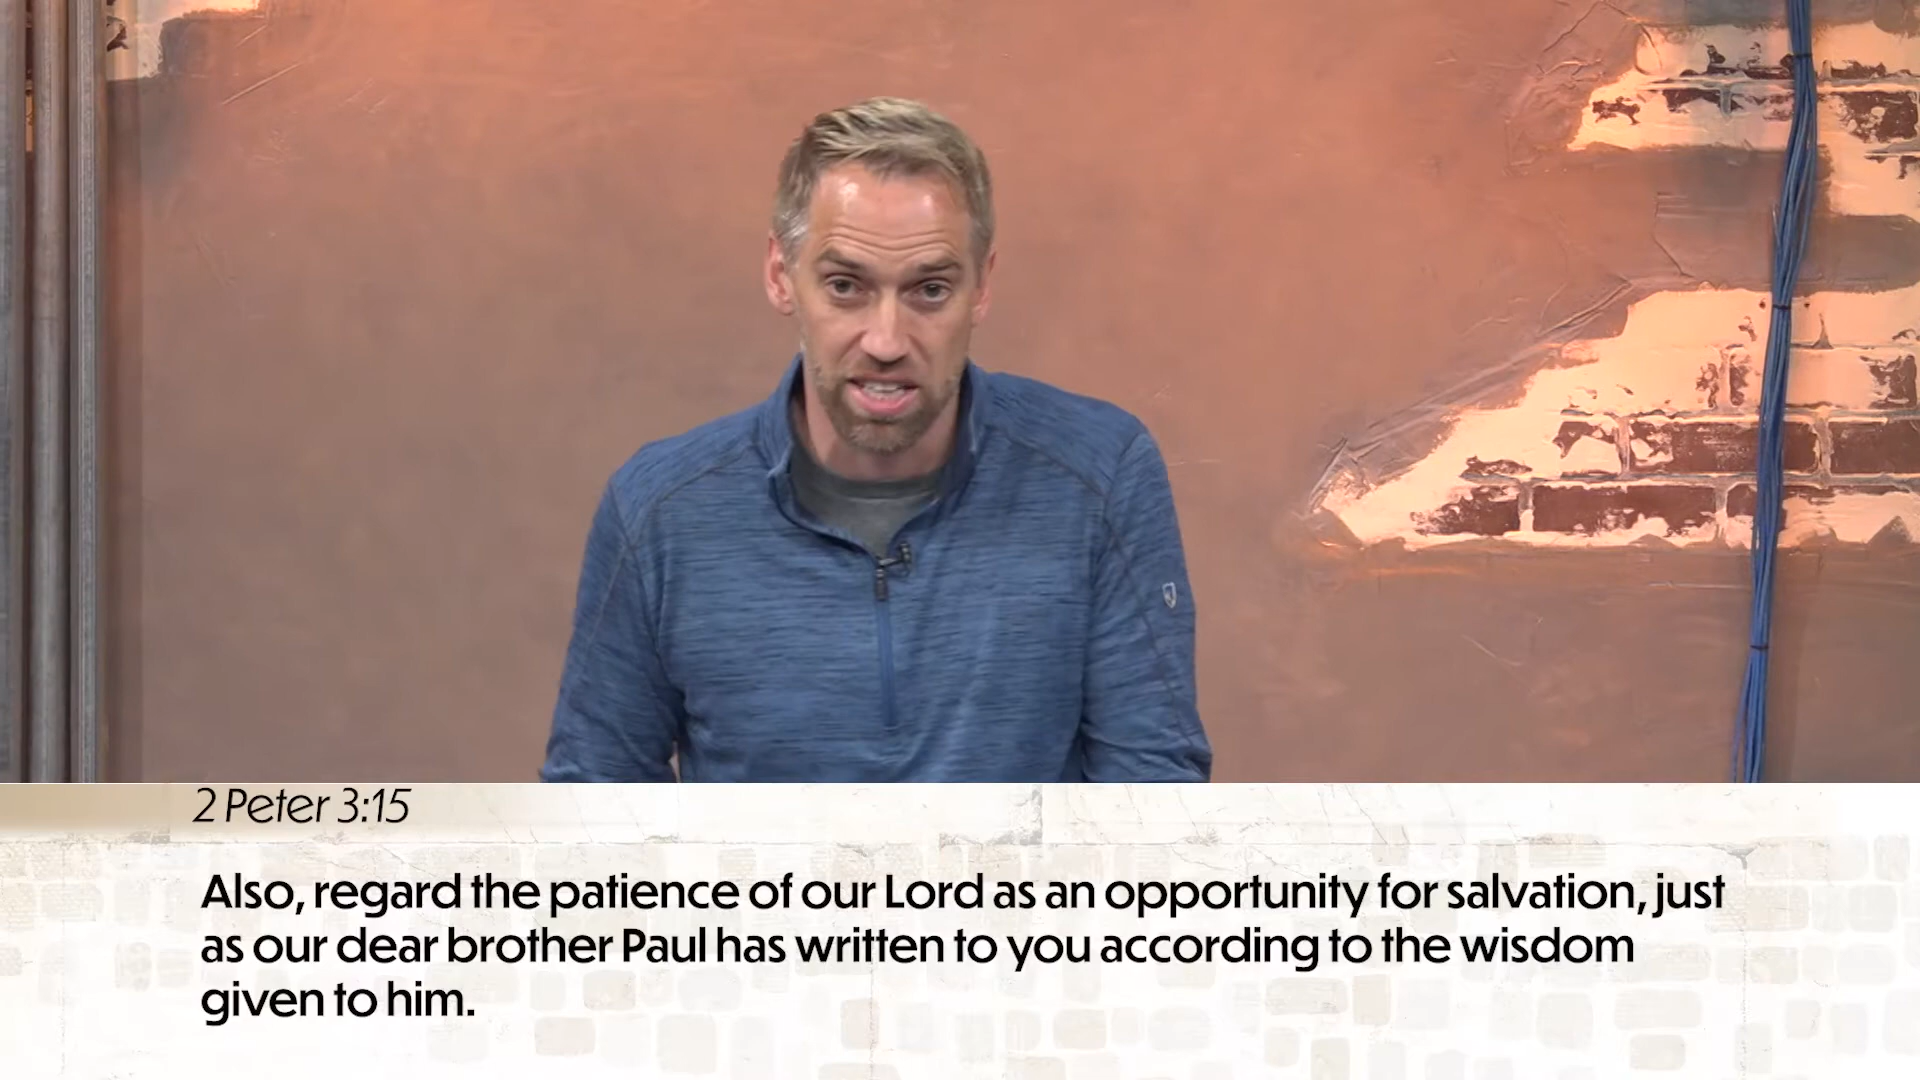 2 Peter 3:15
Also, regard the patience of our Lord as an opportunity for salvation, just
as our dear brother Paul has written to you according to the wisdom
given to him.